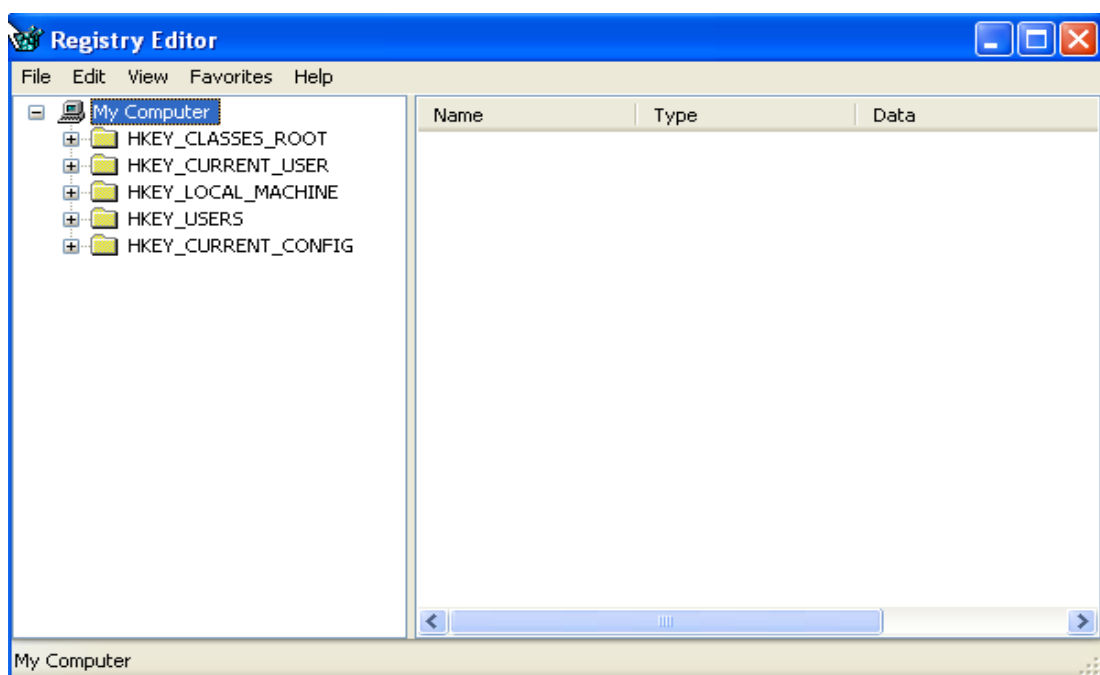 Registry Editor
File Edit View Favorites Help
My Computer
HKEY_CLASSES_ROOT
HKEY_CURRENT_USER
HKEY_LOCAL_MACHINE
HKEY_USERS
HKEY_CURRENT_CONFIG
Name Type Data
My Computer